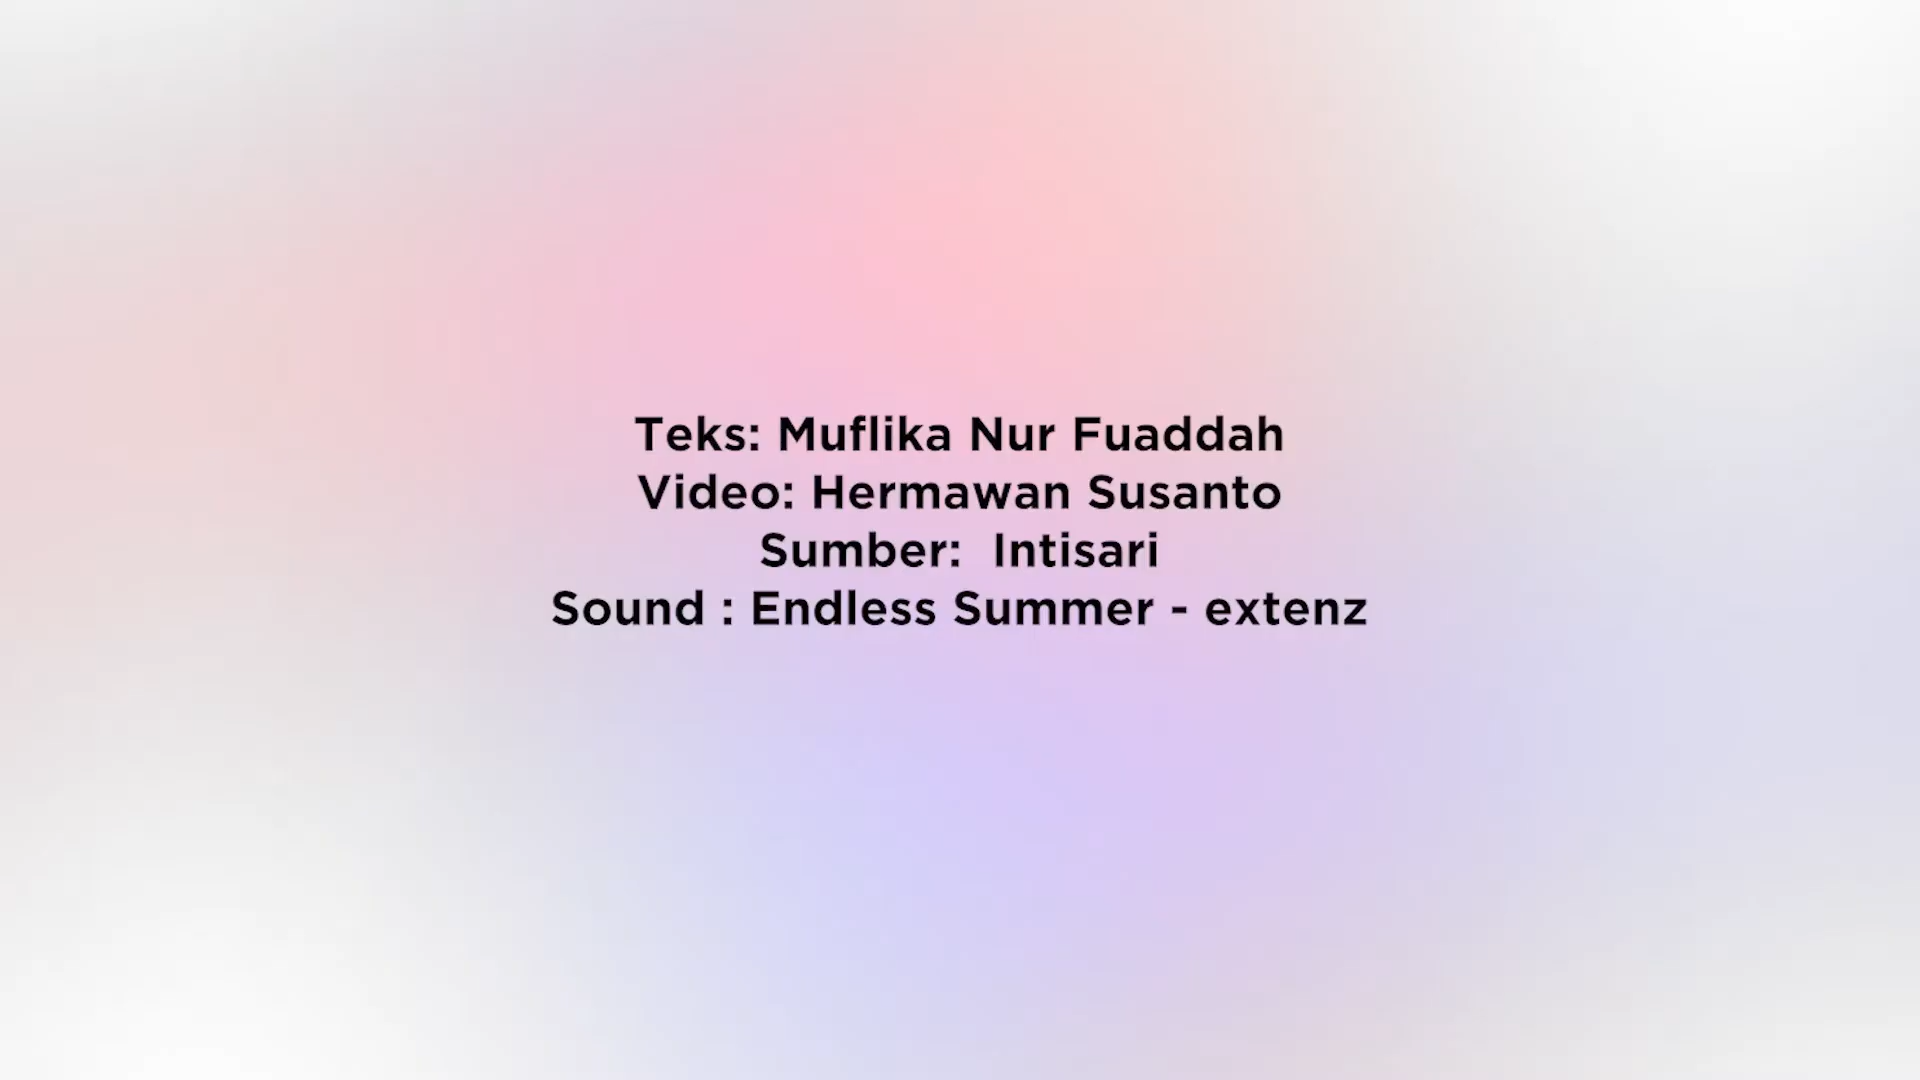 Teks: Muflika Nur Fuaddah
Video: Hermawan Susanto
Sumber:  Intisari
Sound : Endless Summer - extenz